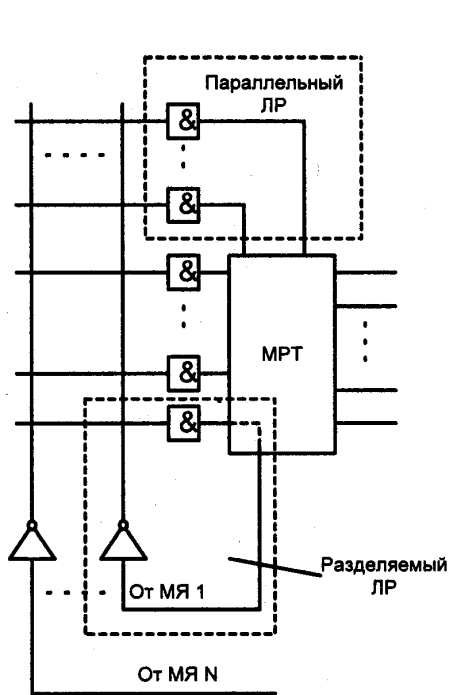 Параллельный
ЛР
&
&
&
МРТ
&
&
Разделяемый
ЛР
От МЯ 1
От МЯ N